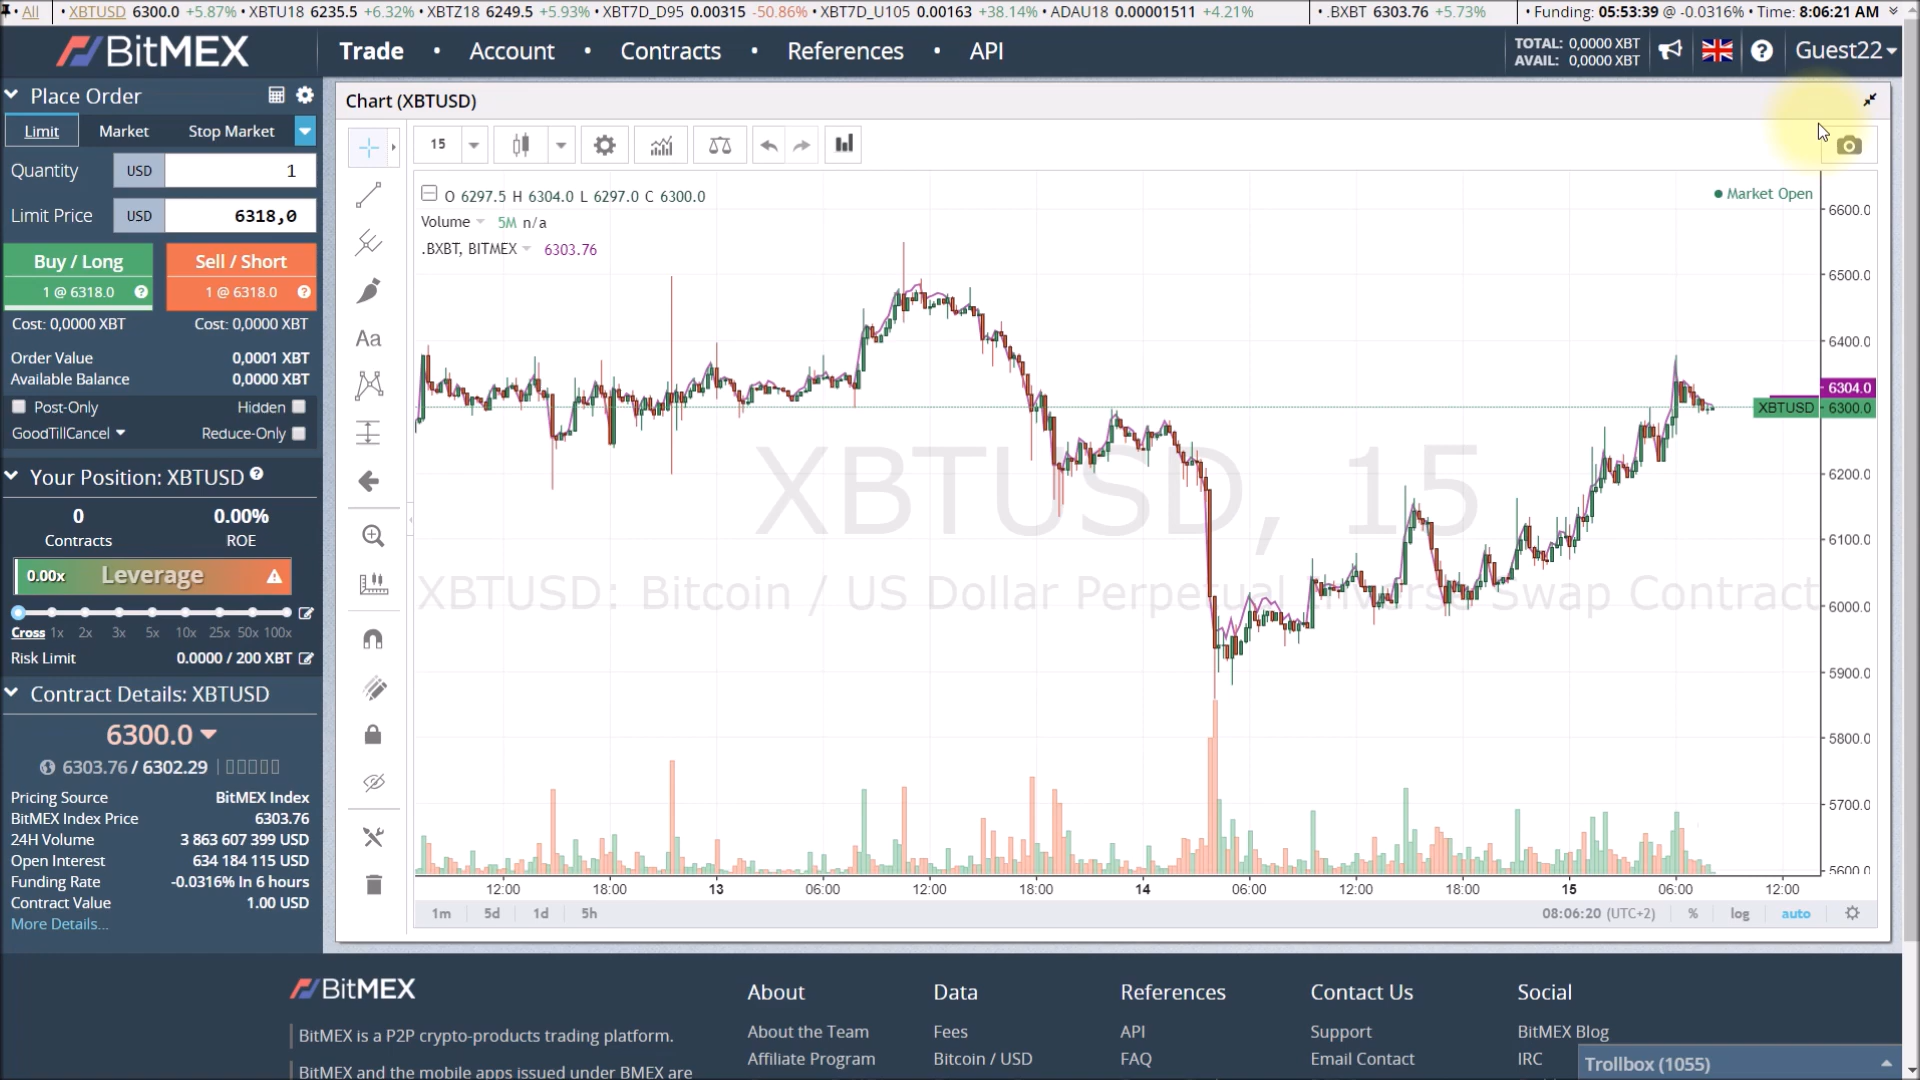 All • XBTUSD 6300.0 +5.87% • XBTU18 6235.5 +6.32% • XBTZ18 6249.5 +5.93% • XBT7D_D95 0.00315 -50.86% • XBT7D_U105 0.00163 +38.14% • ADAU18 0.00001511 +4.21% • .BXBT 6303.76 +5.73% • Funding: 05:53:39 @ -0.0316% • Time: 8:06:21 AM
BitMEX
Trade • Account • Contracts • References • API
TOTAL: 0,0000 XBT
AVAIL: 0,0000 XBT
Guest22
Place Order
Limit Market Stop Market
Quantity USD 1
Limit Price USD 6318,0
Buy / Long Sell / Short
1 @ 6318.0 ? 1 @ 6318.0 ?
Cost: 0,0000 XBT Cost: 0,0000 XBT
Order Value 0,0001 XBT
Available Balance 0,0000 XBT
Post-Only Hidden
GoodTillCancel Reduce-Only
Your Position: XBTUSD ?
0 0.00%
Contracts ROE
0.00x Leverage
Cross 1x 2x 3x 5x 10x 25x 50x 100x
Risk Limit 0.0000 / 200 XBT
Contract Details: XBTUSD
6300.0
6303.76 / 6302.29
Pricing Source BitMEX Index
BitMEX Index Price 6303.76
24H Volume 3 863 607 399 USD
Open Interest 634 184 115 USD
Funding Rate -0.0316% In 6 hours
Contract Value 1.00 USD
More Details...
Chart (XBTUSD)
15
Aa
O 6297.5 H 6304.0 L 6297.0 C 6300.0
Volume 5M n/a
.BXBT, BITMEX 6303.76
Market Open
XBTUSD, 15
XBTUSD: Bitcoin / US Dollar Perpetual Inverse Swap Contract
6600.0
6500.0
6400.0
6304.0
XBTUSD 6300.0
6200.0
6100.0
6000.0
5900.0
5800.0
5700.0
5600.0
12:00 18:00 13 06:00 12:00 18:00 14 06:00 12:00 18:00 15 06:00 12:00
1m 5d 1d 5h 08:06:20 (UTC+2) % log auto
BitMEX
BitMEX is a P2P crypto-products trading platform.
BitMEX and the mobile apps issued under BMEX are
About
About the Team
Affiliate Program
Data
Fees
Bitcoin / USD
References
API
FAQ
Contact Us
Support
Email Contact
Social
BitMEX Blog
IRC
Trollbox (1055)